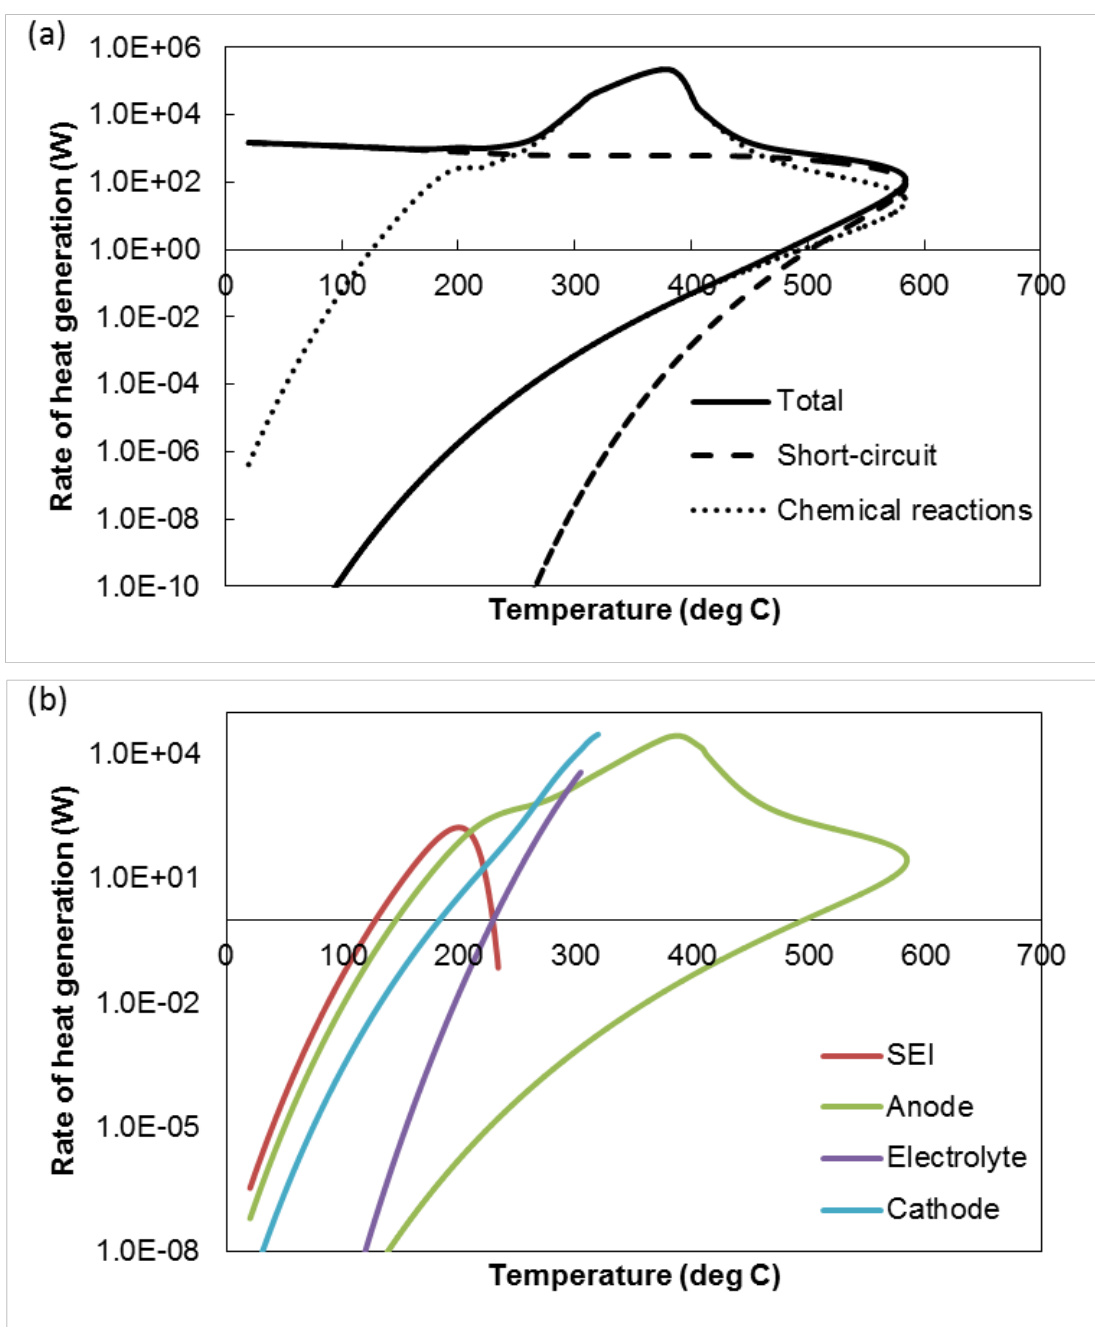 (a)
1.0E+06
1.0E+04
1.0E+02
1.0E+00
1.0E-02
1.0E-04
1.0E-06
1.0E-08
1.0E-10
Rate of heat generation (W)
0 100 200 300 400 500 600 700
Total
Short-circuit
Chemical reactions
Temperature (deg C)
(b)
1.0E+04
1.0E+01
1.0E-02
1.0E-05
1.0E-08
Rate of heat generation (W)
0 100 200 300 400 500 600 700
SEI
Anode
Electrolyte
Cathode
Temperature (deg C)